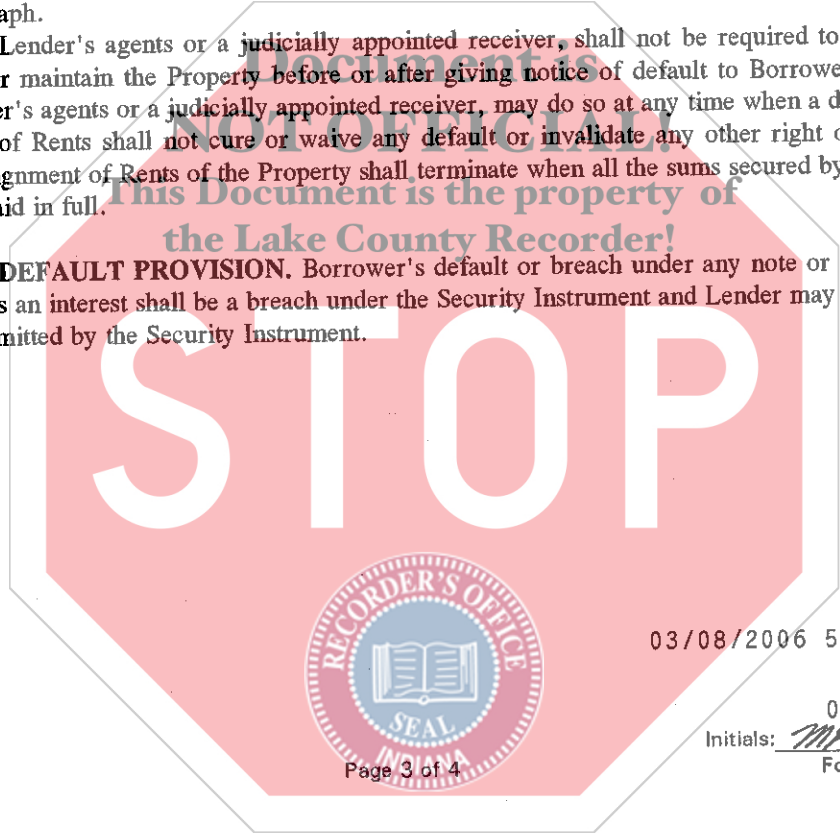 aph.
Lender's agents or a judicially appointed receiver, shall not be required to
r maintain the Property before or after giving notice of default to Borrowe
Document is
er's agents or a judicially appointed receiver, may do so at any time when a d
of Rents shall not cure or waive any default or invalidate any other right o
NOT OFFICIAL!
gnment of Rents of the Property shall terminate when all the sums secured by
This Document is the property of
aid in full.
the Lake County Recorder!
DEFAULT PROVISION. Borrower's default or breach under any note or
s an interest shall be a breach under the Security Instrument and Lender may
mitted by the Security Instrument.
STOP
RECORDER'S OFFICE
SEAL
INDIANA
03/08/2006 5
0
Initials:
Fo
Page 3 of 4